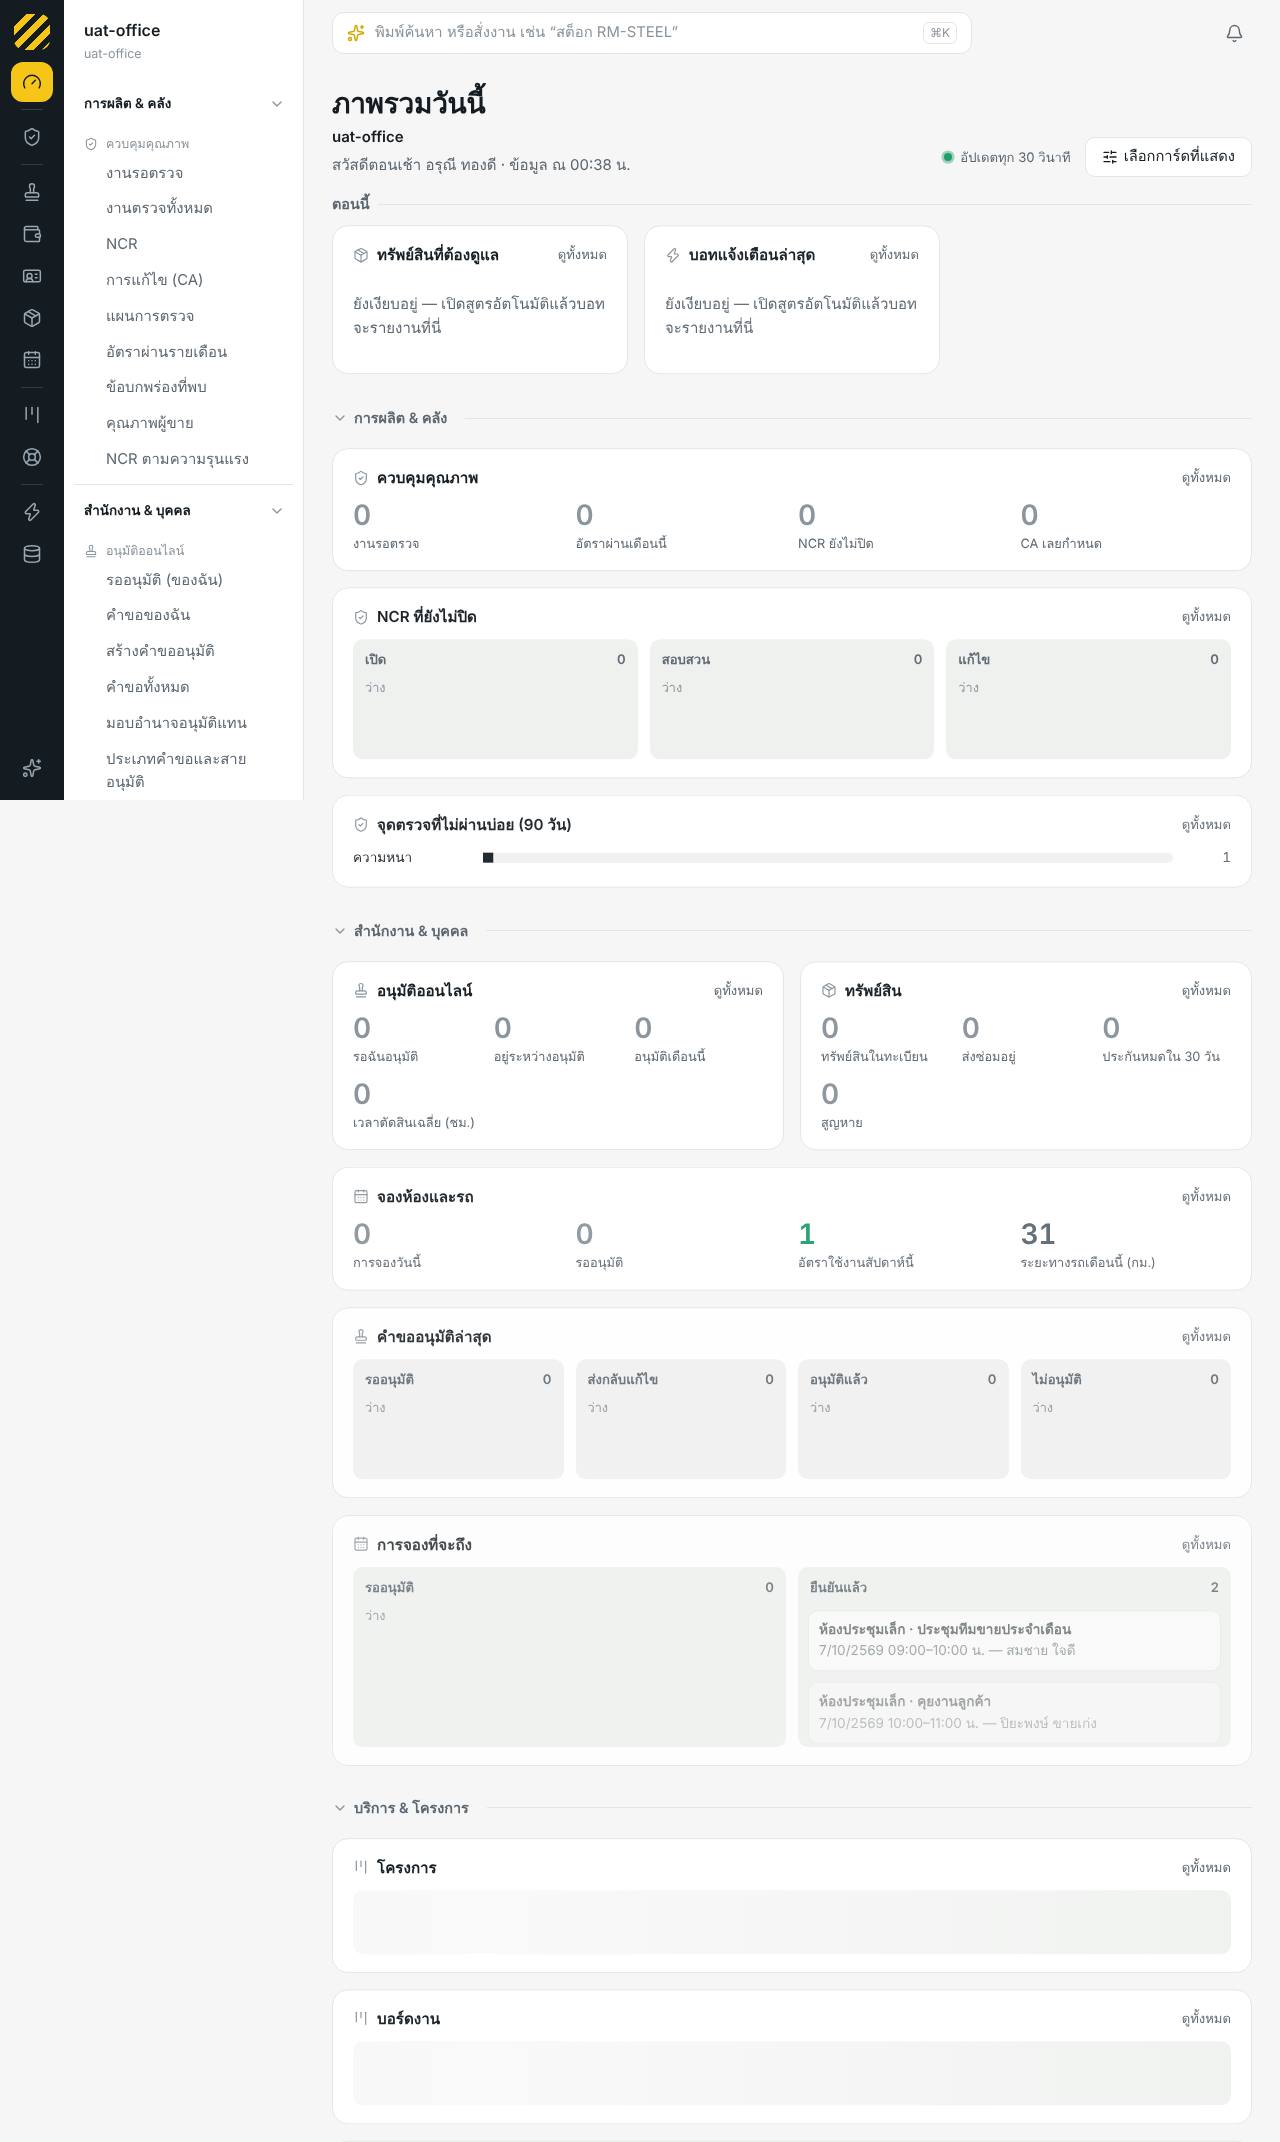 uat-office
uat-office
การผลิต & คลัง
ควบคุมคุณภาพ
งานรอตรวจ
งานตรวจทั้งหมด
NCR
การแก้ไข (CA)
แผนการตรวจ
อัตราผ่านรายเดือน
ข้อบกพร่องที่พบ
คุณภาพผู้ขาย
NCR ตามความรุนแรง
สำนักงาน & บุคคล
อนุมัติออนไลน์
รออนุมัติ (ของฉัน)
คำขอของฉัน
สร้างคำขออนุมัติ
คำขอทั้งหมด
มอบอำนาจอนุมัติแทน
ประเภทคำขอและสาย
อนุมัติ
พิมพ์ค้นหา หรือสั่งงาน เช่น “สต็อก RM-STEEL”
⌘K
ภาพรวมวันนี้
uat-office
สวัสดีตอนเช้า อรุณี ทองดี · ข้อมูล ณ 00:38 น.
อัปเดตทุก 30 วินาที
เลือกการ์ดที่แสดง
ตอนนี้
ทรัพย์สินที่ต้องดูแล
ดูทั้งหมด
ยังเงียบอยู่ — เปิดสูตรอัตโนมัติแล้วบอท
จะรายงานที่นี่
บอทแจ้งเตือนล่าสุด
ดูทั้งหมด
ยังเงียบอยู่ — เปิดสูตรอัตโนมัติแล้วบอท
จะรายงานที่นี่
การผลิต & คลัง
ควบคุมคุณภาพ
ดูทั้งหมด
0 0 0 0
งานรอตรวจ อัตราผ่านเดือนนี้ NCR ยังไม่ปิด CA เลยกำหนด
NCR ที่ยังไม่ปิด
ดูทั้งหมด
เปิด 0
ว่าง
สอบสวน 0
ว่าง
แก้ไข 0
ว่าง
จุดตรวจที่ไม่ผ่านบ่อย (90 วัน)
ดูทั้งหมด
ความหนา 1
สำนักงาน & บุคคล
อนุมัติออนไลน์
ดูทั้งหมด
0 0 0
รอฉันอนุมัติ อยู่ระหว่างอนุมัติ อนุมัติเดือนนี้
0
เวลาตัดสินเฉลี่ย (ชม.)
ทรัพย์สิน
ดูทั้งหมด
0 0 0
ทรัพย์สินในทะเบียน ส่งซ่อมอยู่ ประกันหมดใน 30 วัน
0
สูญหาย
จองห้องและรถ
ดูทั้งหมด
0 0 1 31
การจองวันนี้ รออนุมัติ อัตราใช้งานสัปดาห์นี้ ระยะทางรถเดือนนี้ (กม.)
คำขออนุมัติล่าสุด
ดูทั้งหมด
รออนุมัติ 0
ว่าง
ส่งกลับแก้ไข 0
ว่าง
อนุมัติแล้ว 0
ว่าง
ไม่อนุมัติ 0
ว่าง
การจองที่จะถึง
ดูทั้งหมด
รออนุมัติ 0
ว่าง
ยืนยันแล้ว 2
ห้องประชุมเล็ก · ประชุมทีมขายประจำเดือน
7/10/2569 09:00–10:00 น. — สมชาย ใจดี
ห้องประชุมเล็ก · คุยงานลูกค้า
7/10/2569 10:00–11:00 น. — ปิยะพงษ์ ขายเก่ง
บริการ & โครงการ
โครงการ
ดูทั้งหมด
บอร์ดงาน
ดูทั้งหมด